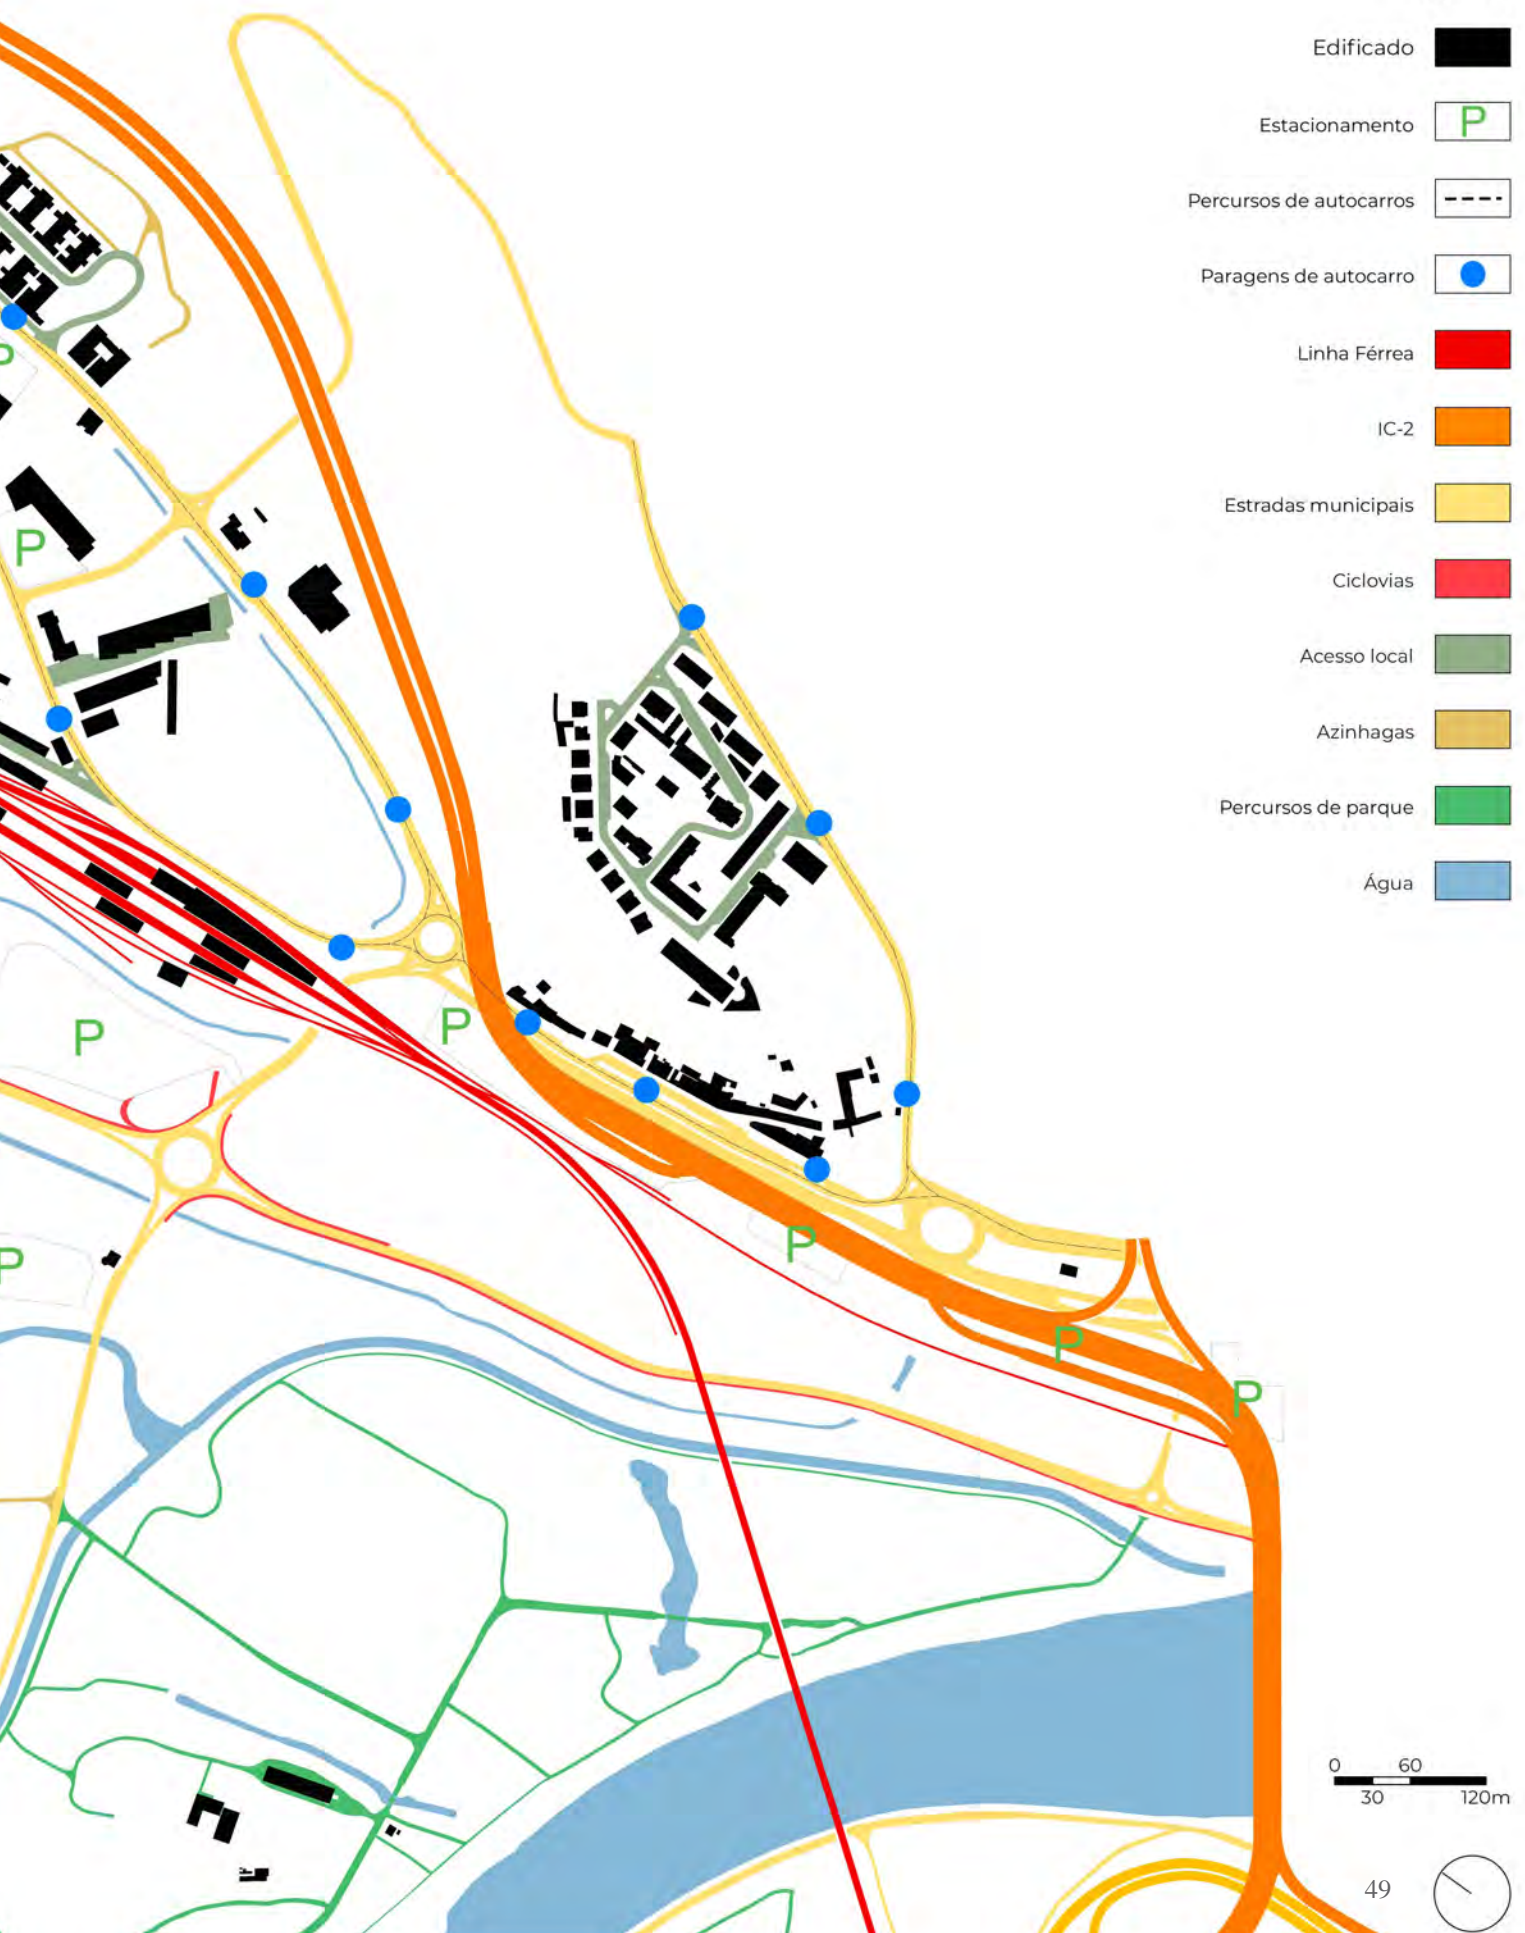 Edificado
Estacionamento
P
Percursos de autocarros
Paragens de autocarro
Linha Férrea
IC-2
Estradas municipais
Ciclovias
Acesso local
Azinhagas
Percursos de parque
Água
P
P
P
P
P
P
P
P
0 60
30 120m
49